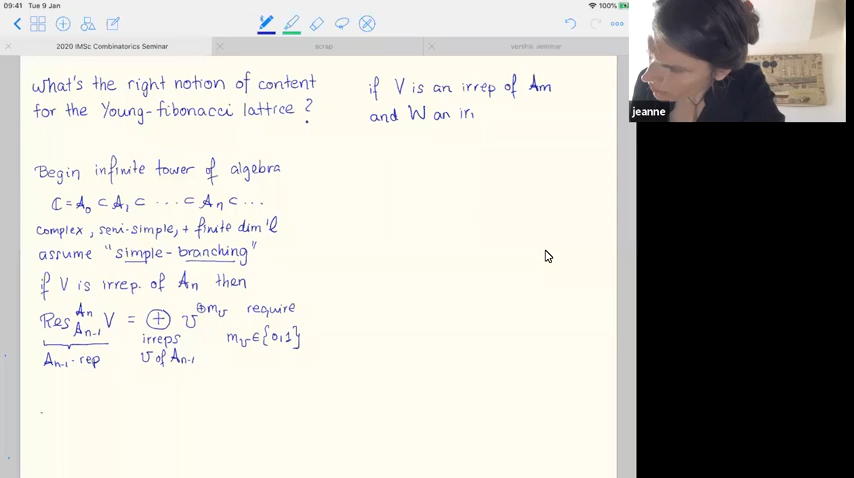 09:41 Tue 9 Jan
100%
2020 IMSc Combinatorics Seminar
scrap
jeanne
what's the right notion of content
for the Young-fibonacci lattice?
Begin infinite tower of algebra
ℂ = A₀ ⊂ A₁ ⊂ ··· ⊂ Aₙ ⊂ ...
complex, semi-simple, + finite dim'l
assume "simple-branching"
if V is irrep. of Aₙ then
Res Aₙ Aₙ₋₁ V = ⊕ v ⊕mᵥ require
irreps mᵥ ∈ {0,1}
Aₙ₋₁-rep v of Aₙ₋₁
if V is an irrep of Am
and W an irr